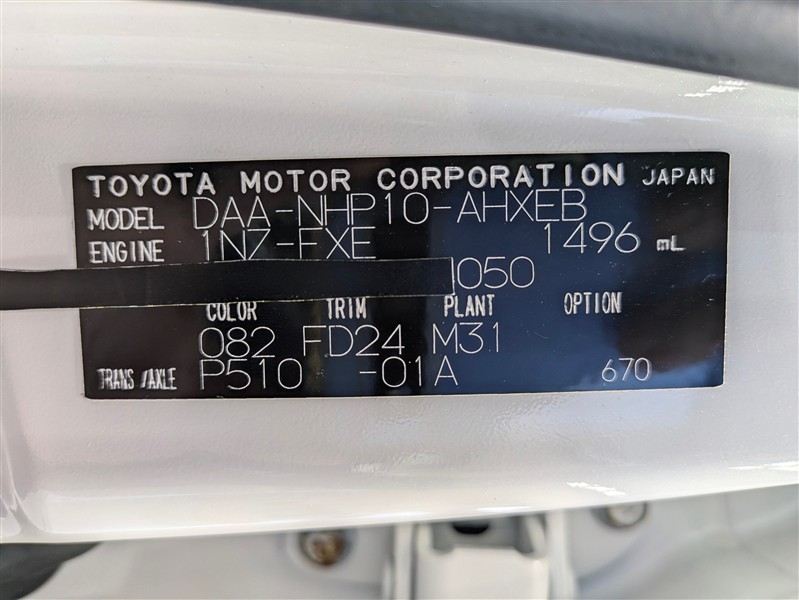 TOYOTA MOTOR CORPORATION JAPAN
MODEL DAA-NHP10-AHXEB
ENGINE 1NZ-FXE 1496 mL
050
COLOR TRIM PLANT OPTION
082 FD24 M31
TRANS/AXLE P510 -01A 670